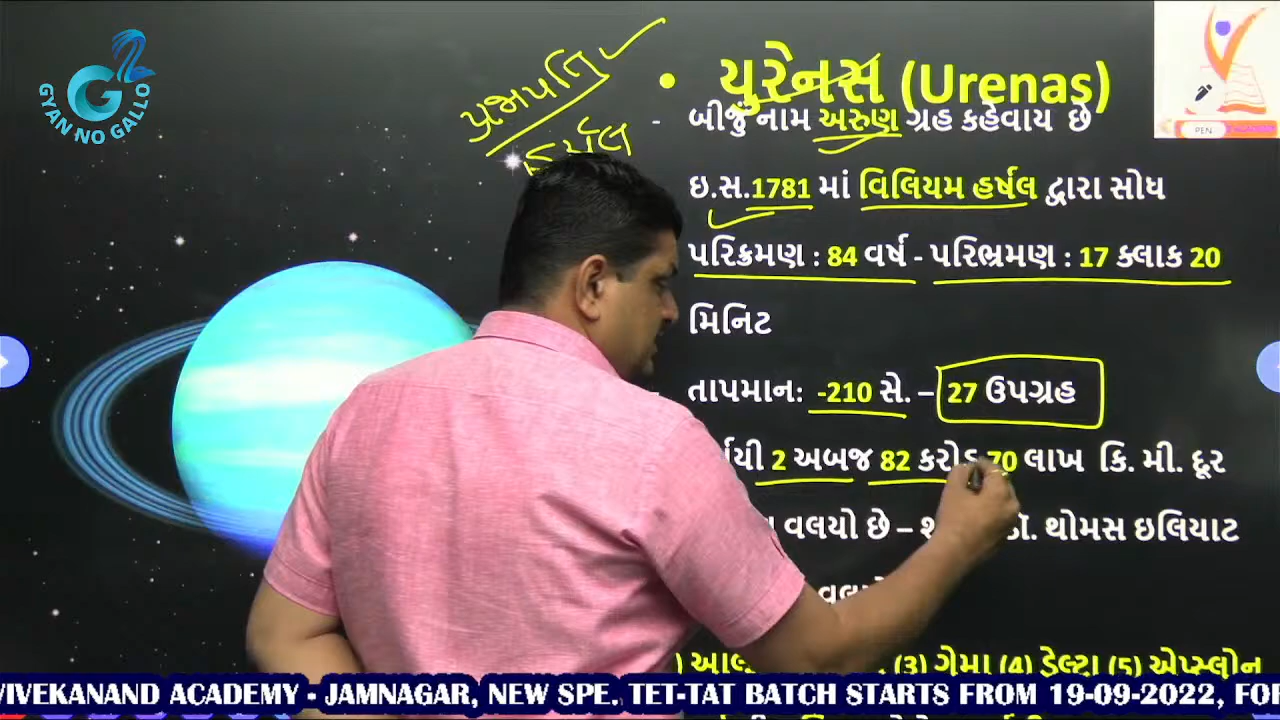 GYAN NO GALLO
G2
પ્રજાપતિ
હર્ષલ
• યુરેનસ (Urenas)
- બીજું નામ અરુણ ગ્રહ કહેવાય છે
ઇ.સ.1781 માં વિલિયમ હર્ષલ દ્વારા સોધ
પરિક્રમણ : 84 વર્ષ - પરિભ્રમણ : 17 ક્લાક 20
મિનિટ
તાપમાન: -210 સે. – 27 ઉપગ્રહ
2 અબજ 82 કરોડ 70 લાખ કિ. મી. દૂર
વલયો છે – ડૉ. થોમસ ઇલિયાટ
(3) ગેમા (4) ડેલ્ટા (5) એપ્સ્લોન
PEN
VIVEKANAND ACADEMY - JAMNAGAR, NEW SPE. TET-TAT BATCH STARTS FROM 19-09-2022, FOR